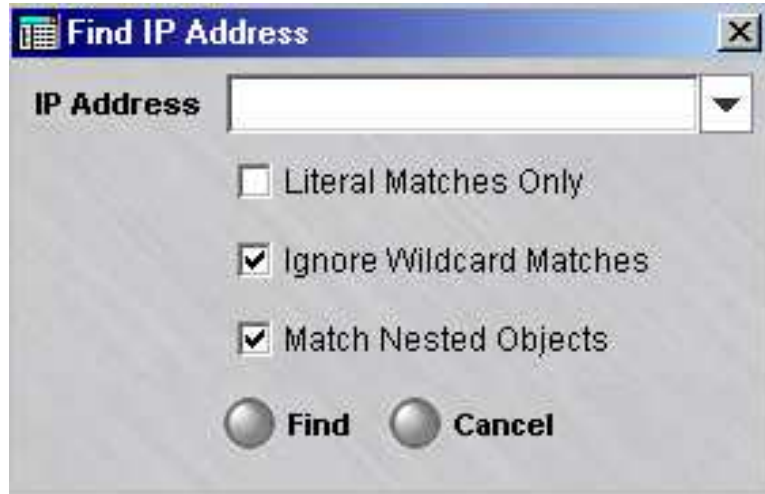 Find IP Address
IP Address
Literal Matches Only
Ignore Wildcard Matches
Match Nested Objects
Find Cancel